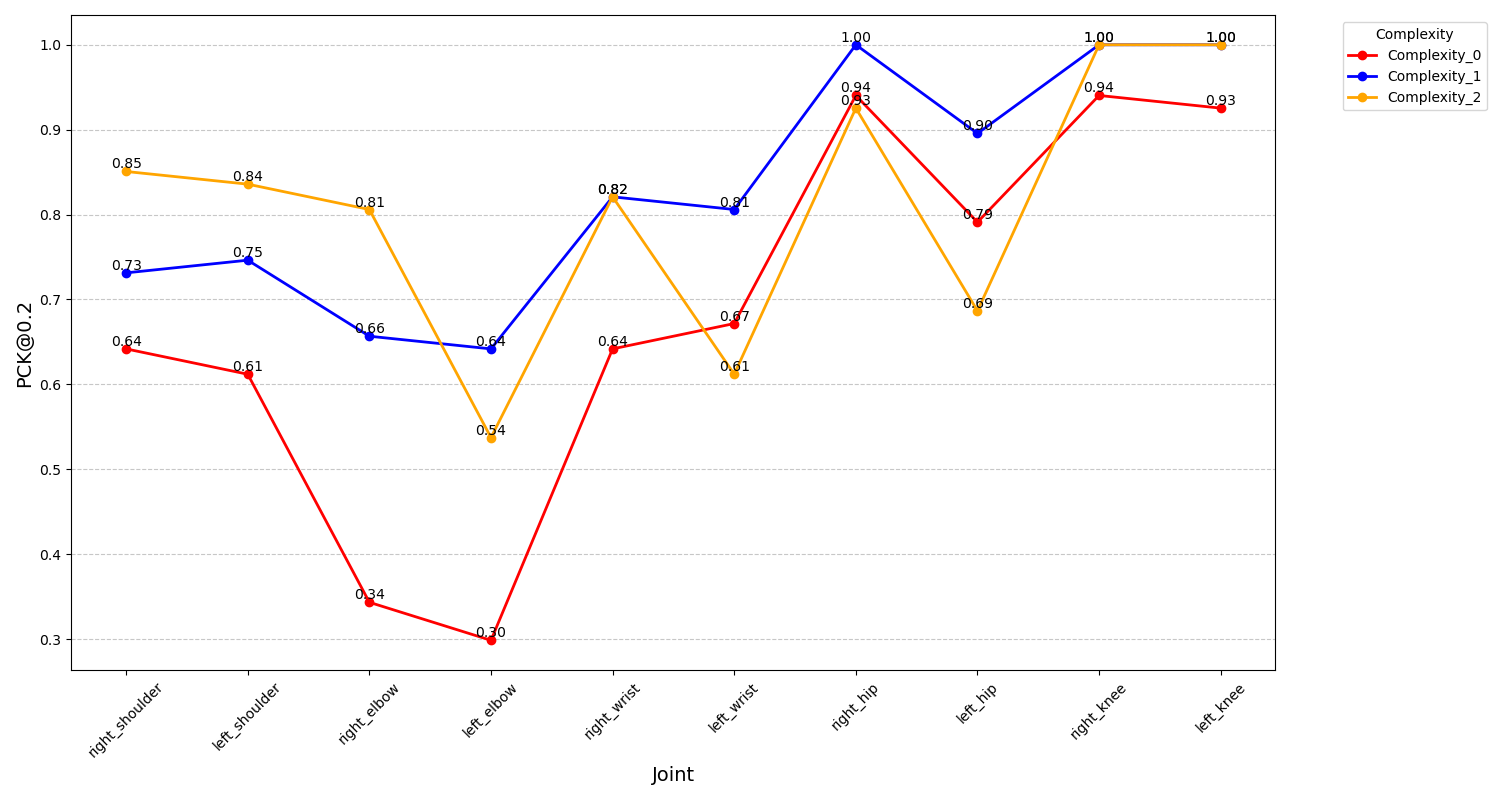 Complexity
Complexity_0
Complexity_1
Complexity_2
PCK@0.2
1.0
0.9
0.8
0.7
0.6
0.5
0.4
0.3
0.64
0.61
0.34
0.30
0.64
0.67
0.94
0.79
0.94
0.93
0.73
0.75
0.66
0.64
0.82
0.81
1.00
0.90
1.00
1.00
0.85
0.84
0.81
0.54
0.82
0.61
0.93
0.69
1.00
1.00
right_shoulder
left_shoulder
right_elbow
left_elbow
right_wrist
left_wrist
right_hip
left_hip
right_knee
left_knee
Joint